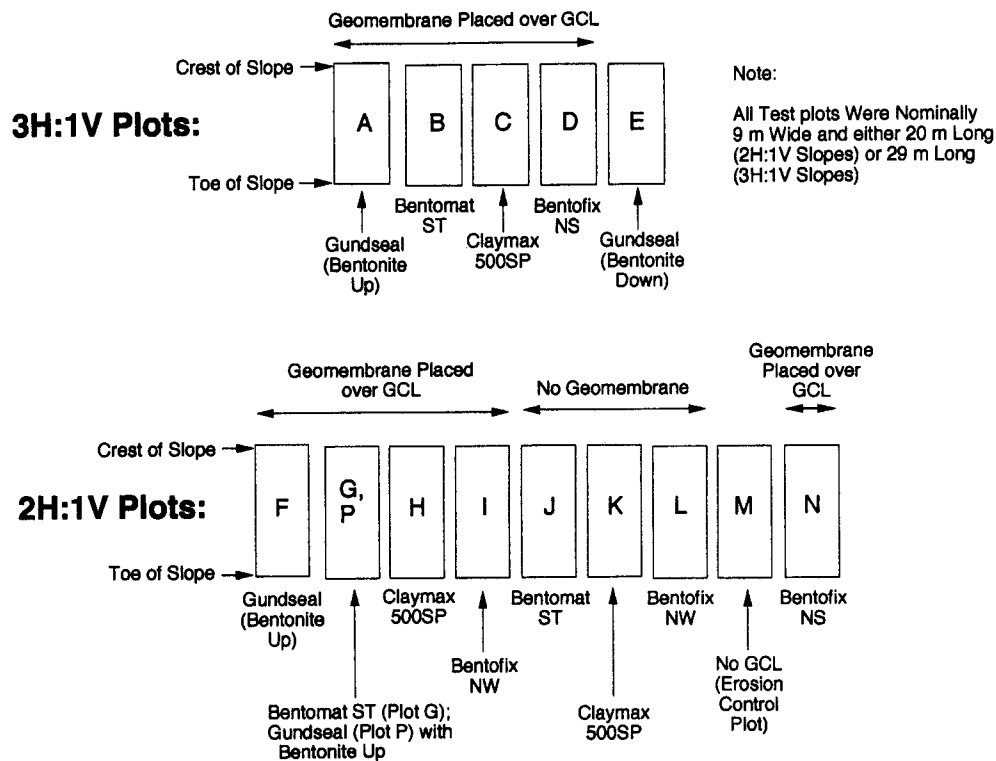 Geomembrane Placed over GCL
Crest of Slope
Note:
3H:1V Plots:
A
B
C
D
E
All Test plots Were Nominally
9 m Wide and either 20 m Long
(2H:1V Slopes) or 29 m Long
(3H:1V Slopes)
Toe of Slope
Gundseal
(Bentonite
Up)
Bentomat
ST
Claymax
500SP
Bentofix
NS
Gundseal
(Bentonite
Down)
Geomembrane Placed
over GCL
No Geomembrane
Geomembrane
Placed over
GCL
Crest of Slope
2H:1V Plots:
F
G,
P
H
I
J
K
L
M
N
Toe of Slope
Gundseal
(Bentonite
Up)
Bentomat ST (Plot G);
Gundseal (Plot P) with
Bentonite Up
Claymax
500SP
Bentofix
NW
Bentomat
ST
Claymax
500SP
Bentofix
NW
No GCL
(Erosion
Control
Plot)
Bentofix
NS